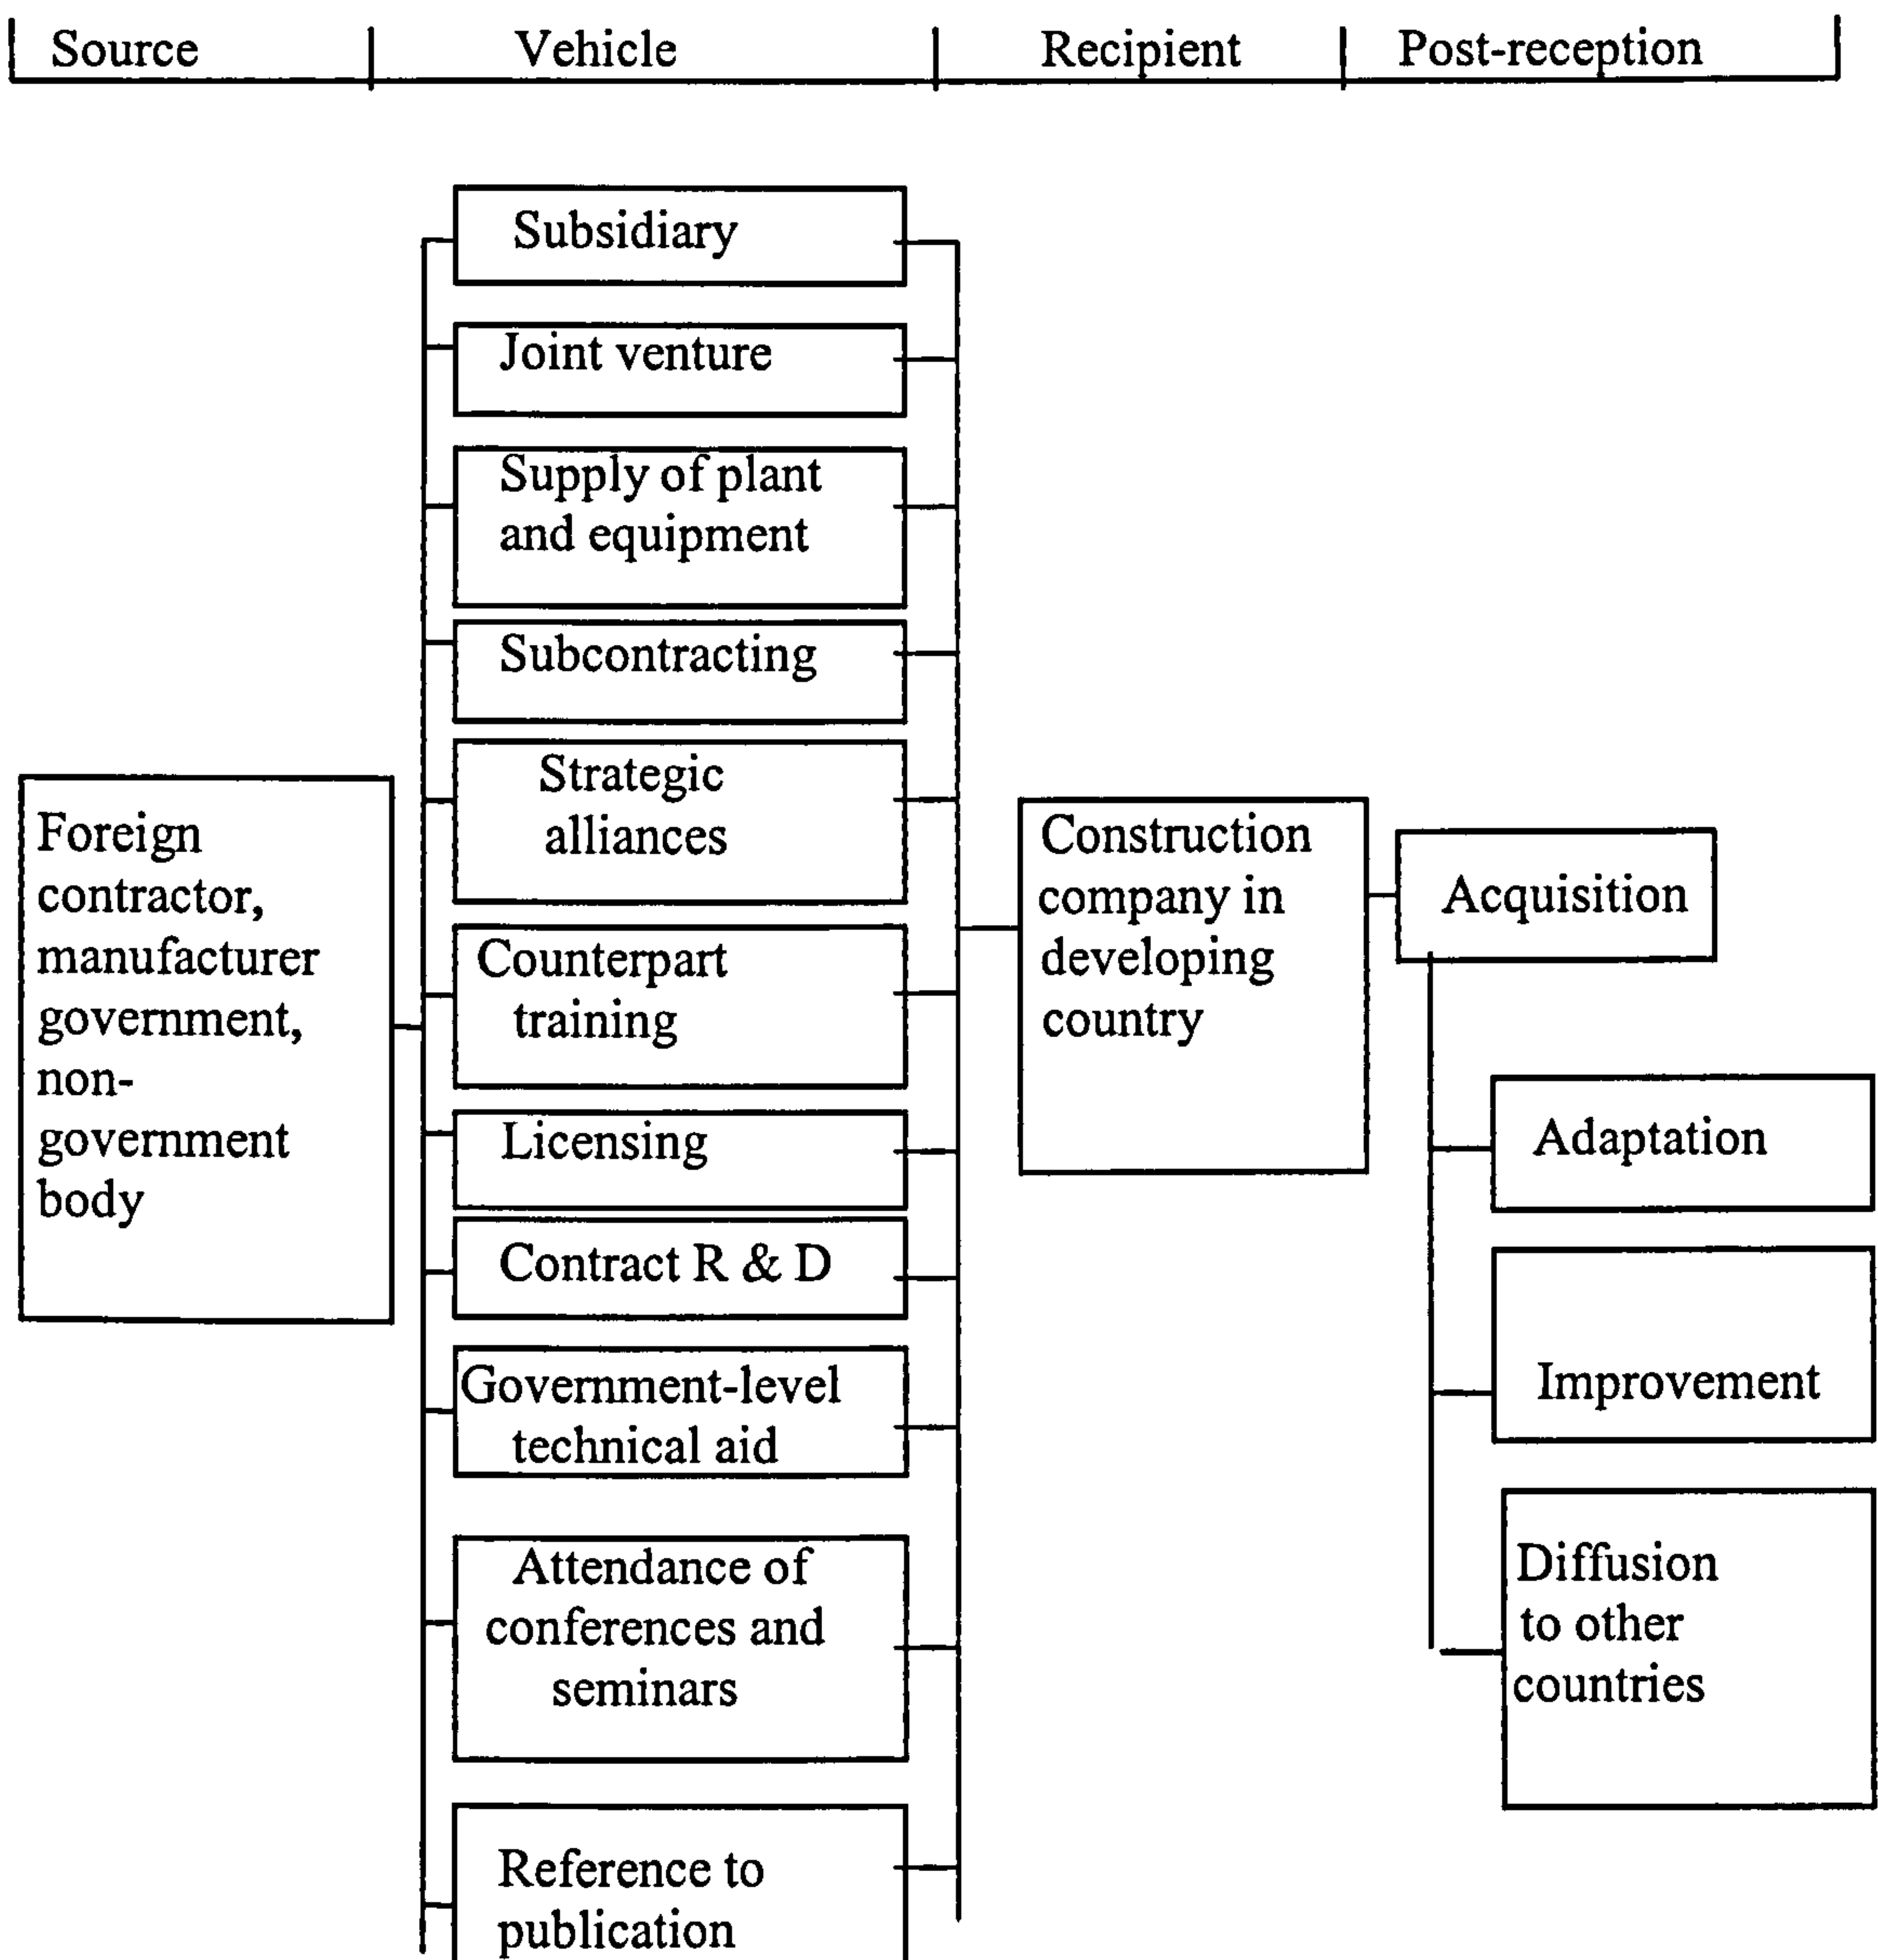 Source Vehicle Recipient Post-reception
Foreign
contractor,
manufacturer
government,
non-
government
body
Subsidiary
Joint venture
Supply of plant
and equipment
Subcontracting
Strategic
alliances
Counterpart
training
Licensing
Contract R & D
Government-level
technical aid
Attendance of
conferences and
seminars
Reference to
publication
Construction
company in
developing
country
Acquisition
Adaptation
Improvement
Diffusion
to other
countries